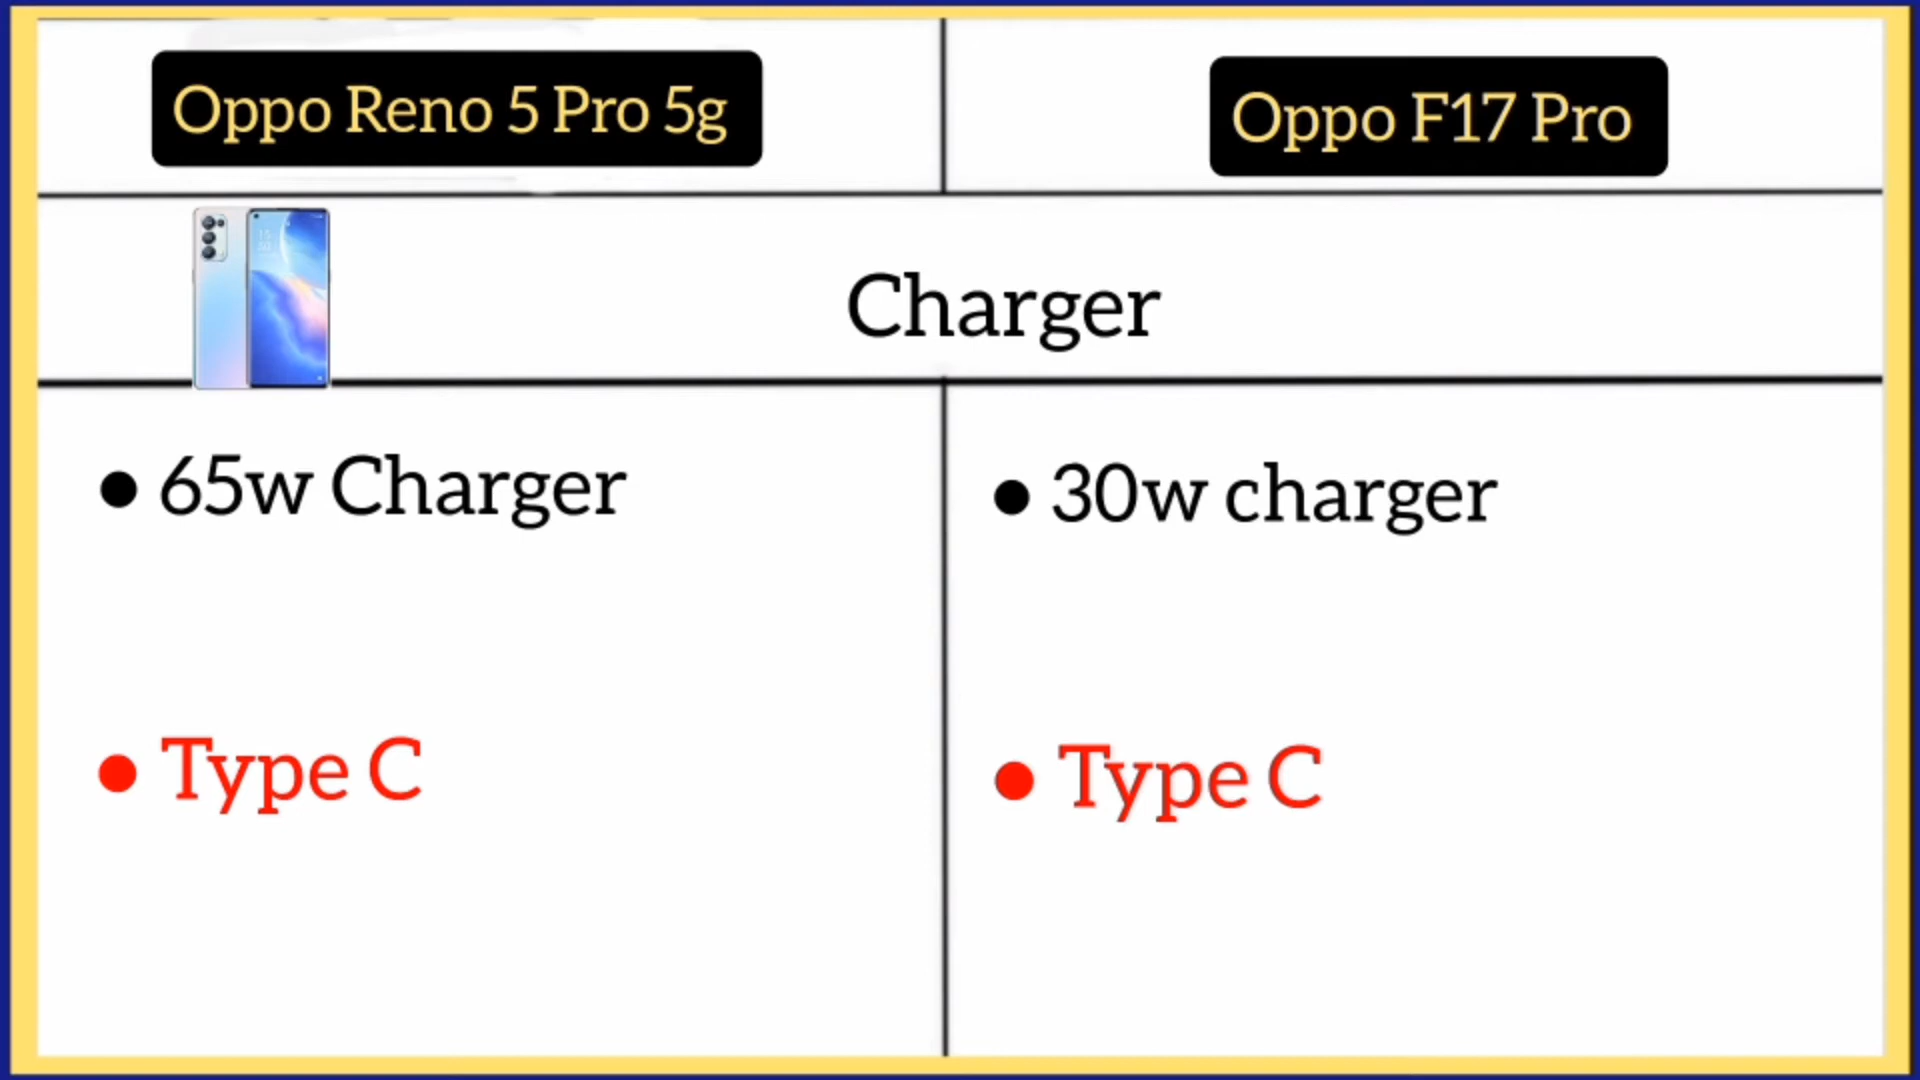 Oppo Reno 5 Pro 5g
Oppo F17 Pro
Charger
● 65w Charger
● 30w charger
● Type C
● Type C